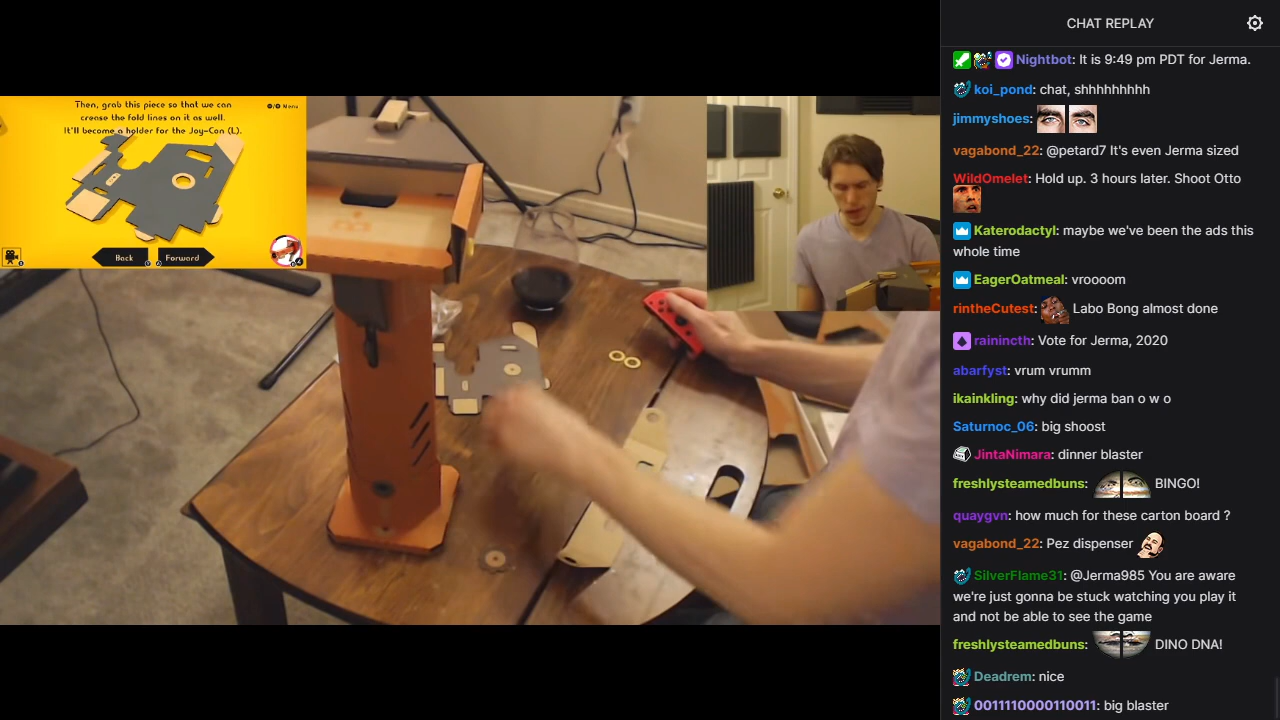 CHAT REPLAY
Nightbot: It is 9:49 pm PDT for Jerma.
koi_pond: chat, shhhhhhhhh
jimmyshoes:
vagabond_22: @petard7 It's even Jerma sized
WildOmelet: Hold up. 3 hours later. Shoot Otto
Katerodactyl: maybe we've been the ads this
whole time
EagerOatmeal: vroooom
rintheCutest: Labo Bong almost done
rainincth: Vote for Jerma, 2020
abarfyst: vrum vrumm
ikainkling: why did jerma ban o w o
Saturnoc_06: big shoost
JintaNimara: dinner blaster
freshlysteamedbuns: BINGO!
quaygvn: how much for these carton board ?
vagabond_22: Pez dispenser
SilverFlame31: @Jerma985 You are aware
we're just gonna be stuck watching you play it
and not be able to see the game
freshlysteamedbuns: DINO DNA!
Deadrem: nice
0011110000110011: big blaster
Then, grab this piece so that we can
crease the fold lines on it as well.
It'll become a holder for the Joy-Con (L).
Menu
Back
Forward